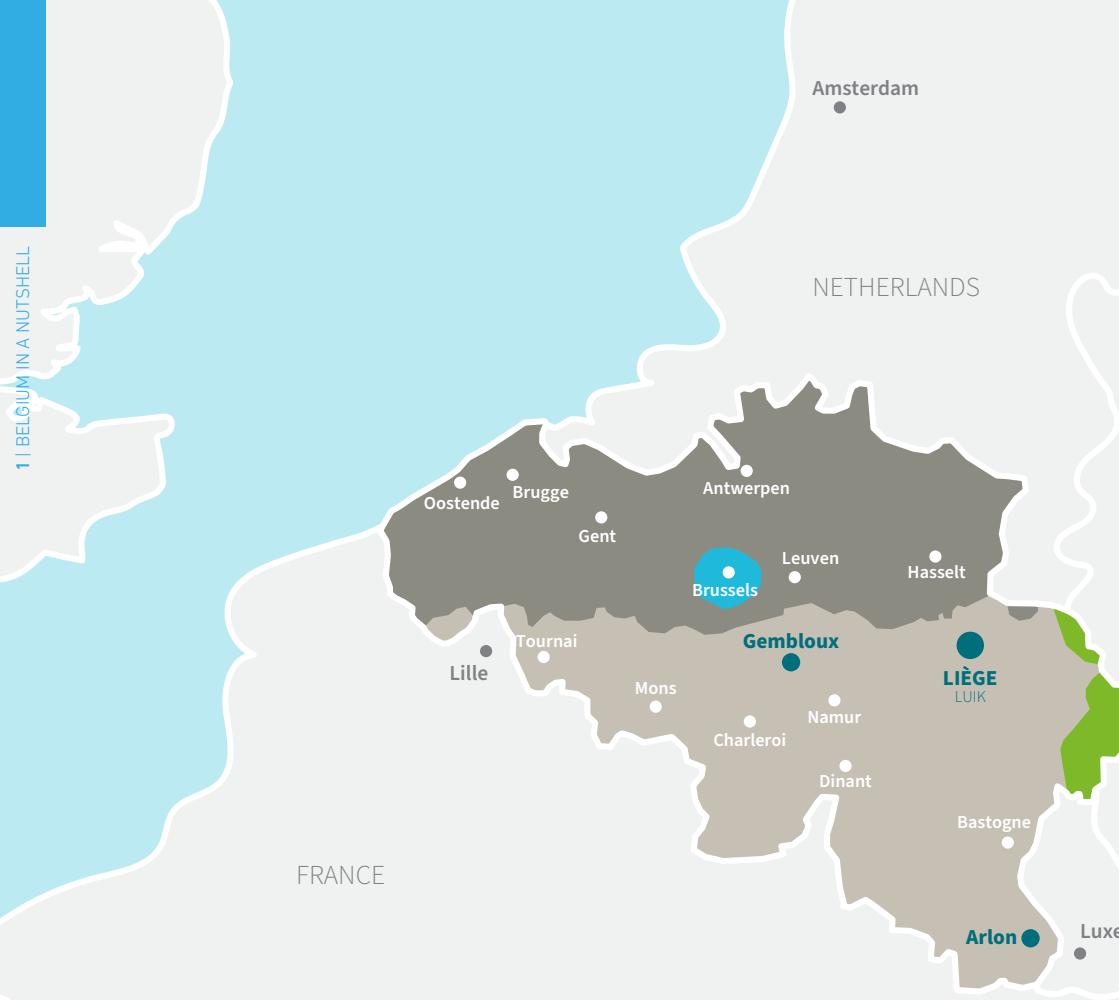 1 | BELGIUM IN A NUTSHELL
Amsterdam
NETHERLANDS
Oostende
Brugge
Antwerpen
Gent
Leuven
Hasselt
Brussels
Tournai
Gembloux
Lille
LIÈGE
LUIK
Mons
Namur
Charleroi
Dinant
Bastogne
FRANCE
Arlon
Luxe